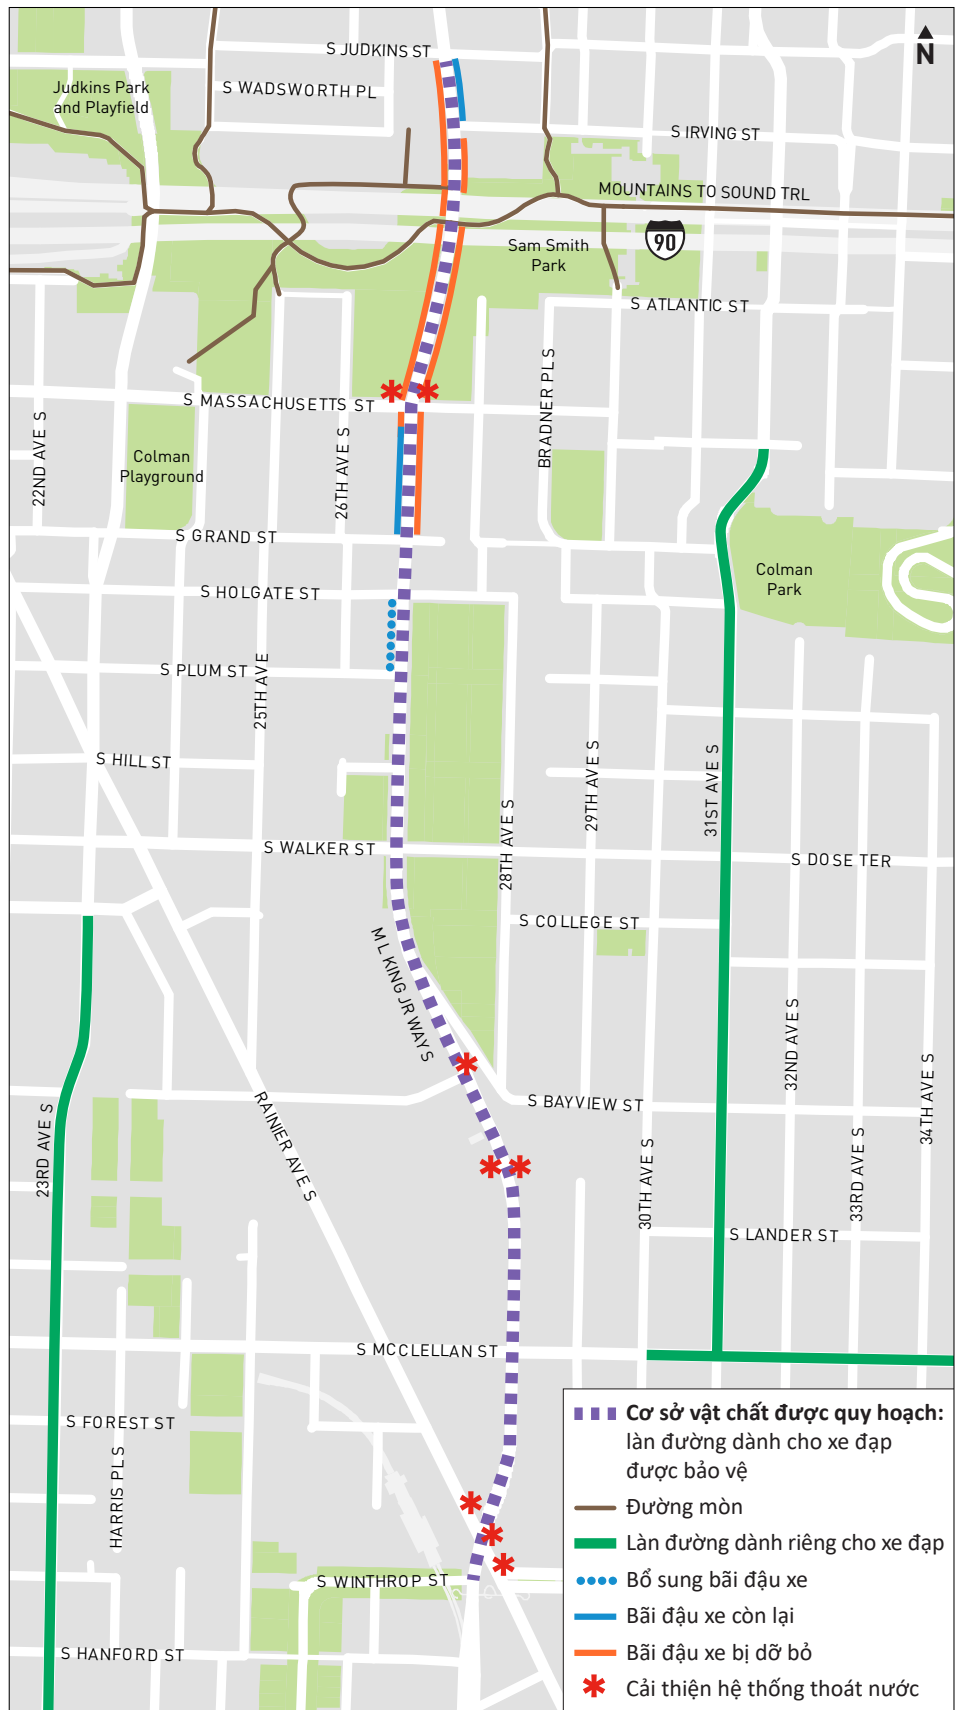 S JUDKINS ST
N
Judkins Park
and Playfield
S WADSWORTH PL
S IRVING ST
MOUNTAINS TO SOUND TRL
90
Sam Smith
Park
S ATLANTIC ST
S MASSACHUSETTS ST
BRADNER PL S
22ND AVE S
26TH AVE S
Colman
Playground
S GRAND ST
Colman
Park
S HOLGATE ST
S PLUM ST
25TH AVE
S HILL ST
29TH AVE S
31ST AVE S
28TH AVE S
S WALKER ST
S DOSE TER
S COLLEGE ST
M L KING JR WAY S
32ND AVE S
34TH AVE S
S BAYVIEW ST
RAINIER AVE S
23RD AVE S
30TH AVE S
33RD AVE S
S LANDER ST
S MCCLELLAN ST
S FOREST ST
HARRIS PL S
S WINTHROP ST
S HANFORD ST
Cơ sở vật chất được quy hoạch:
làn đường dành cho xe đạp
được bảo vệ
Đường mòn
Làn đường dành riêng cho xe đạp
Bổ sung bãi đậu xe
Bãi đậu xe còn lại
Bãi đậu xe bị dỡ bỏ
Cải thiện hệ thống thoát nước